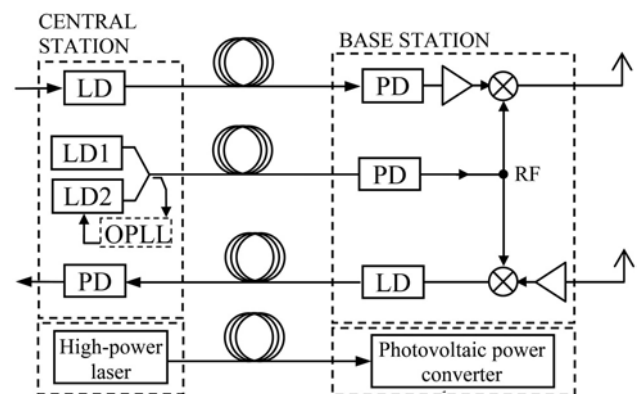 CENTRAL
STATION
BASE STATION
LD
PD
LD1
LD2
OPLL
PD
RF
PD
LD
High-power
laser
Photovoltaic power
converter